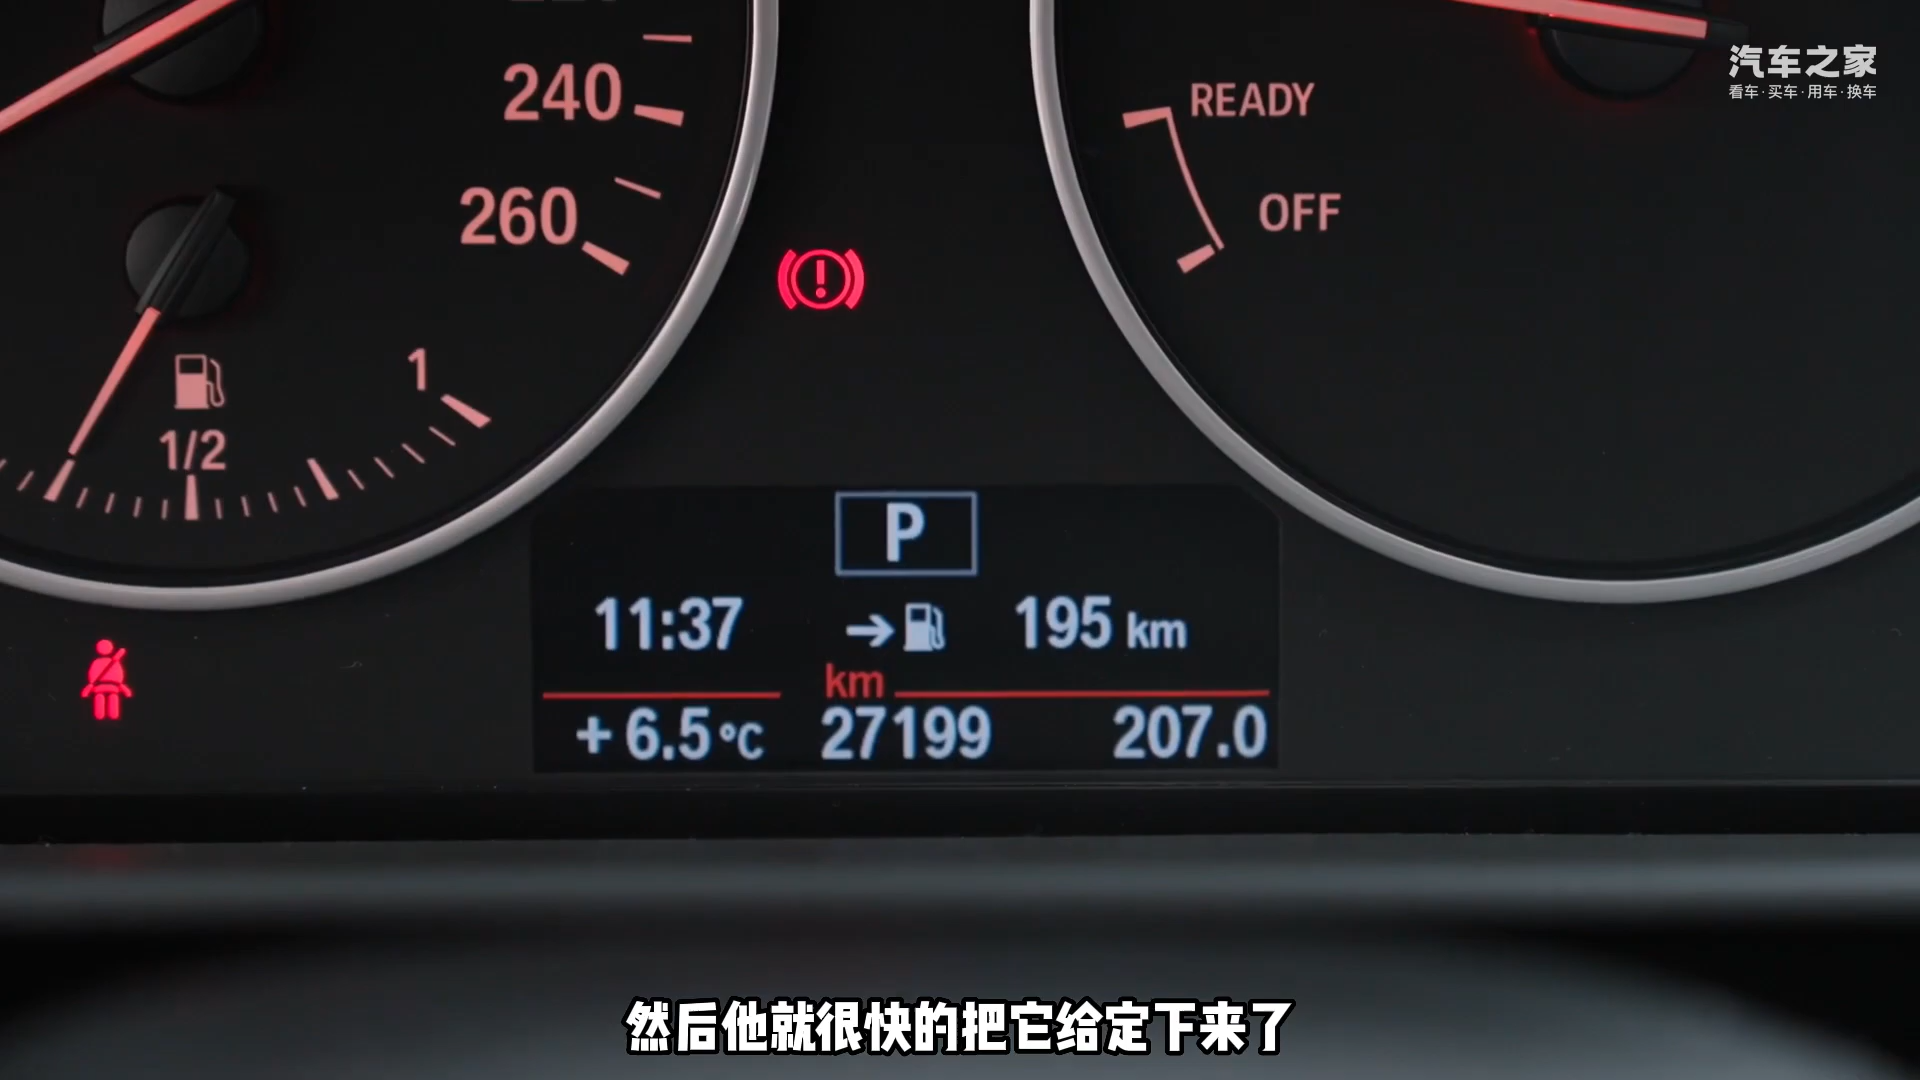 240
260
1
1/2
READY
OFF
汽车之家
看车·买车·用车·换车
P
11:37
195 km
km
+ 6.5 °C
27199
207.0
然后他就很快的把它给定下来了